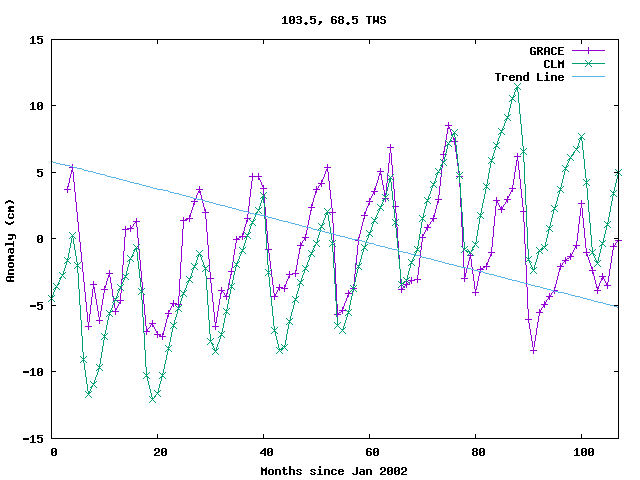 103.5, 68.5 TWS
GRACE
CLM
Trend Line
15
10
5
0
-5
-10
-15
Anomaly (cm)
0 20 40 60 80 100
Months since Jan 2002